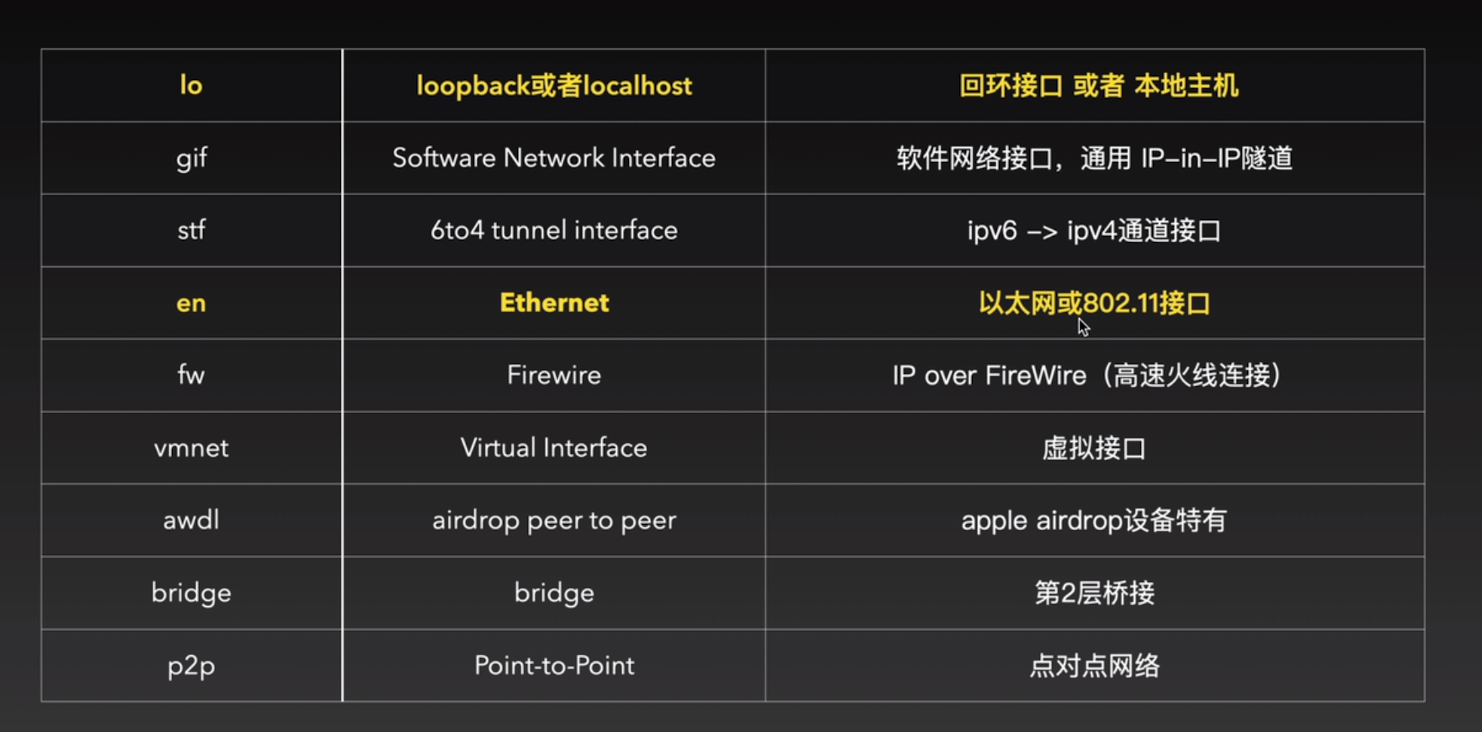 lo loopback或者localhost 回环接口 或者 本地主机
gif Software Network Interface 软件网络接口，通用 IP-in-IP隧道
stf 6to4 tunnel interface ipv6 -> ipv4通道接口
en Ethernet 以太网或802.11接口
fw Firewire IP over FireWire（高速火线连接）
vmnet Virtual Interface 虚拟接口
awdl airdrop peer to peer apple airdrop设备特有
bridge bridge 第2层桥接
p2p Point-to-Point 点对点网络